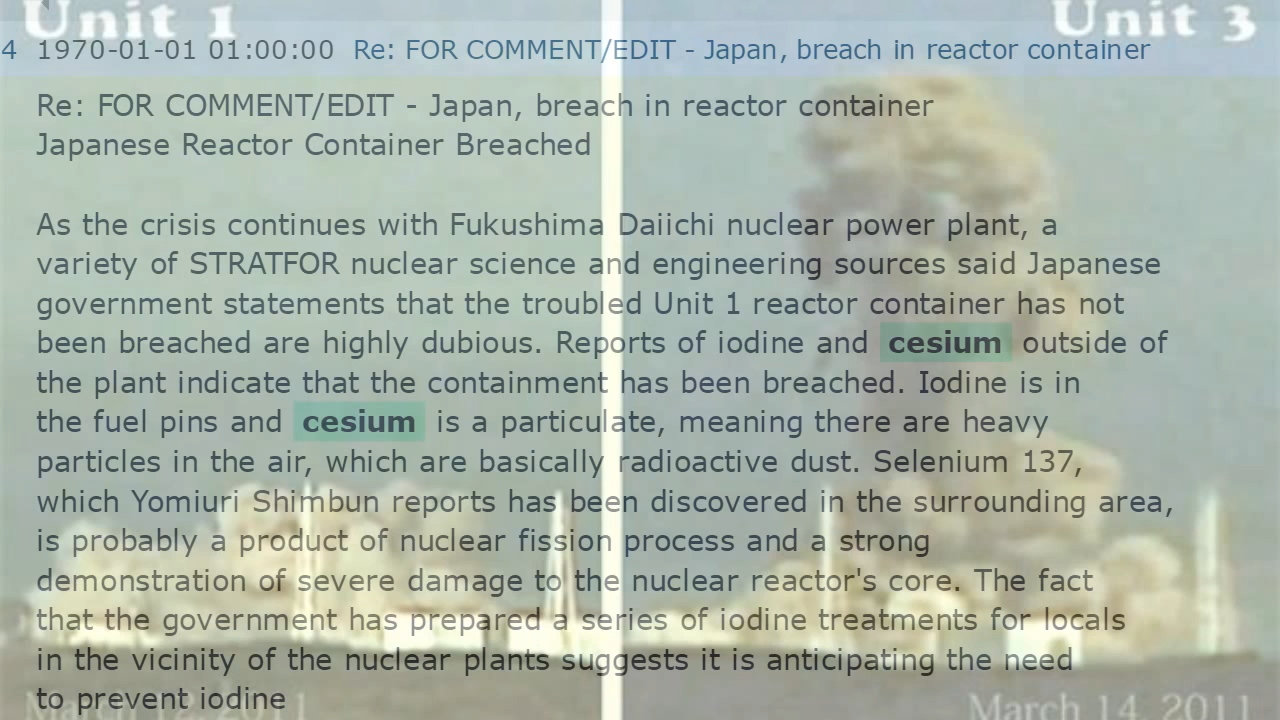 Unit 1
Unit 3
4 1970-01-01 01:00:00 Re: FOR COMMENT/EDIT - Japan, breach in reactor container
Re: FOR COMMENT/EDIT - Japan, breach in reactor container
Japanese Reactor Container Breached
As the crisis continues with Fukushima Daiichi nuclear power plant, a
variety of STRATFOR nuclear science and engineering sources said Japanese
government statements that the troubled Unit 1 reactor container has not
been breached are highly dubious. Reports of iodine and cesium outside of
the plant indicate that the containment has been breached. Iodine is in
the fuel pins and cesium is a particulate, meaning there are heavy
particles in the air, which are basically radioactive dust. Selenium 137,
which Yomiuri Shimbun reports has been discovered in the surrounding area,
is probably a product of nuclear fission process and a strong
demonstration of severe damage to the nuclear reactor's core. The fact
that the government has prepared a series of iodine treatments for locals
in the vicinity of the nuclear plants suggests it is anticipating the need
to prevent iodine
March 12, 2011
March 14, 2011